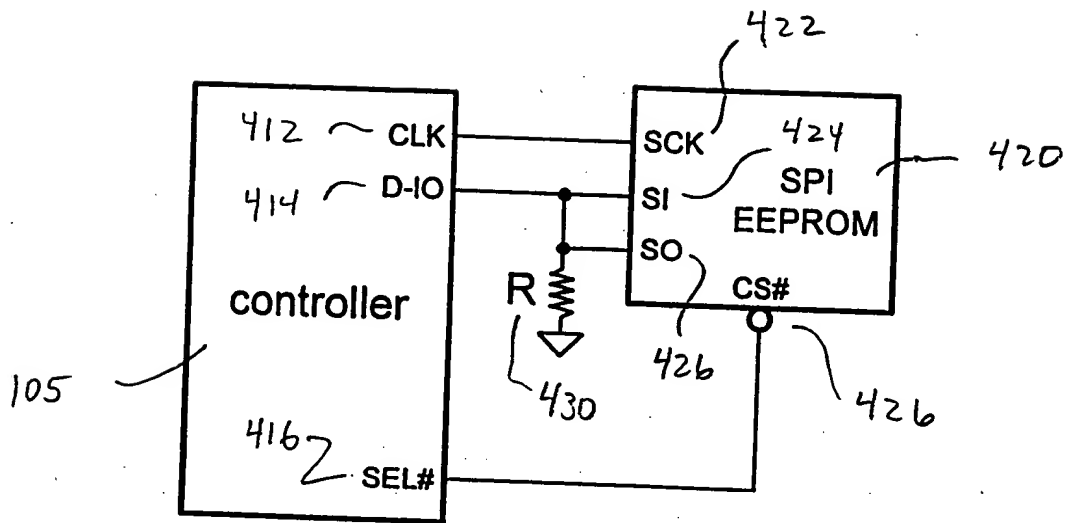 422
412 CLK
SCK
424
420
414 D-IO
SI
SPI
EEPROM
SO
R
CS#
controller
426
430
426
105
416
SEL#